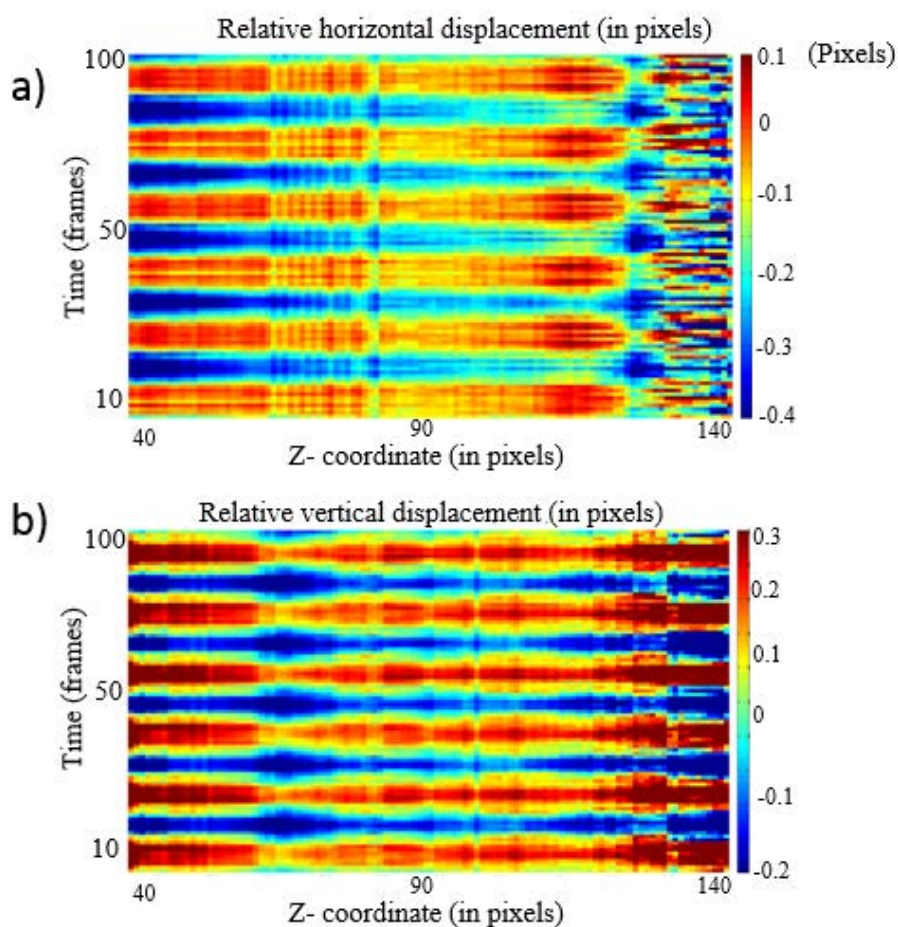 Relative horizontal displacement (in pixels)
a)
100
50
10
Time (frames)
40
90
140
Z- coordinate (in pixels)
0.1
(Pixels)
0
-0.1
-0.2
-0.3
-0.4
b)
Relative vertical displacement (in pixels)
100
50
10
Time (frames)
40
90
140
Z- coordinate (in pixels)
0.3
0.2
0.1
0
-0.1
-0.2